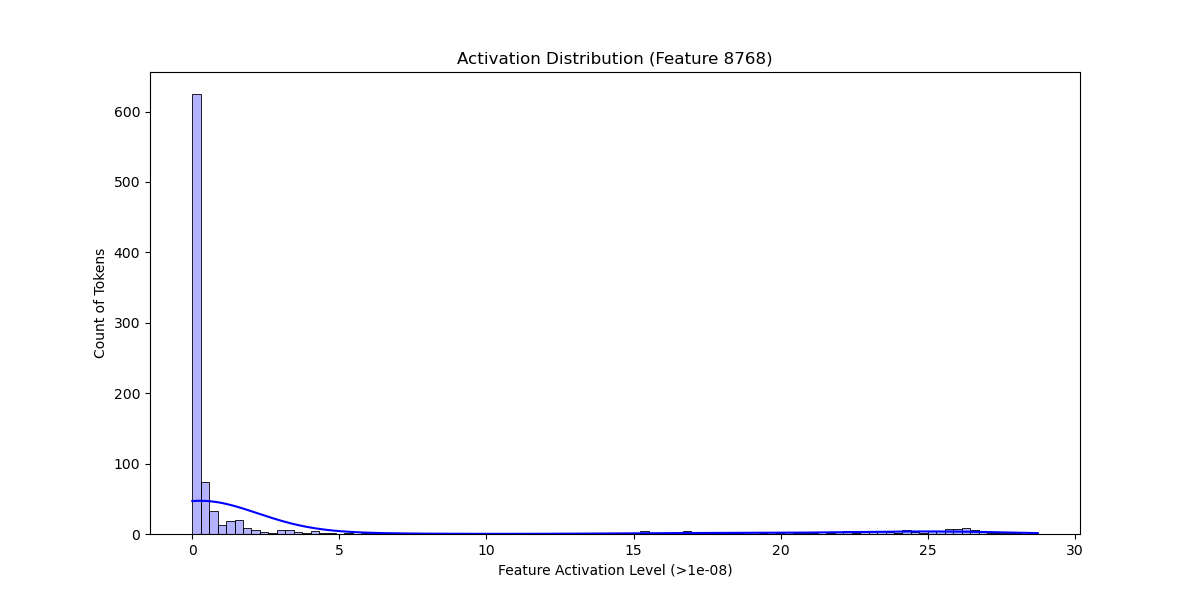 Activation Distribution (Feature 8768)
Count of Tokens
600
500
400
300
200
100
0
0 5 10 15 20 25 30
Feature Activation Level (>1e-08)